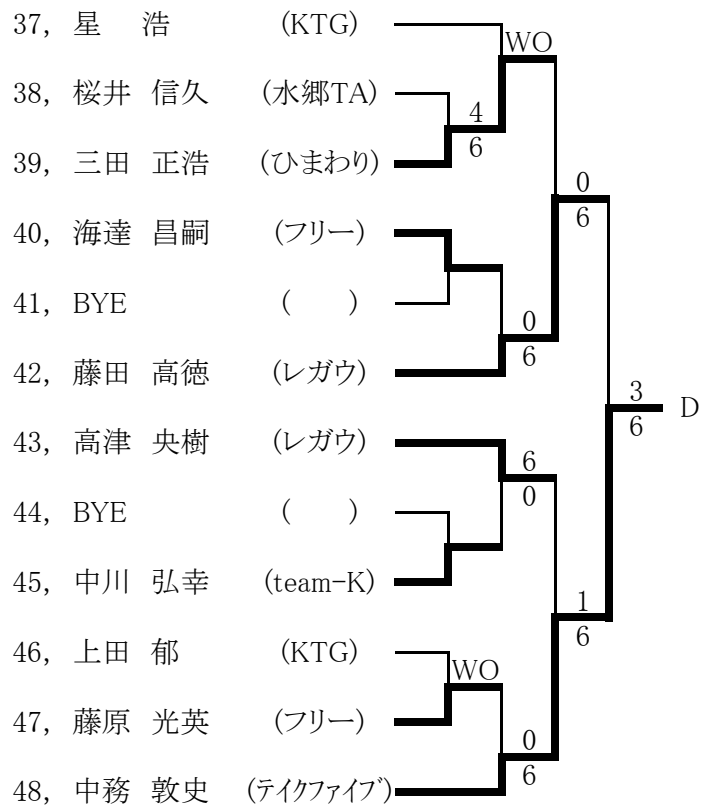 37, 星　浩 (KTG)
WO
38, 桜井 信久 (水郷TA)
4
6
39, 三田 正浩 (ひまわり)
0
6
40, 海達 昌嗣 (フリー)
41, BYE (　)
0
6
42, 藤田 高徳 (レガウ)
3
6
D
43, 高津 央樹 (レガウ)
6
0
44, BYE (　)
45, 中川 弘幸 (team-K)
1
6
46, 上田 郁 (KTG)
WO
47, 藤原 光英 (フリー)
0
6
48, 中務 敦史 (テイクファイブ)